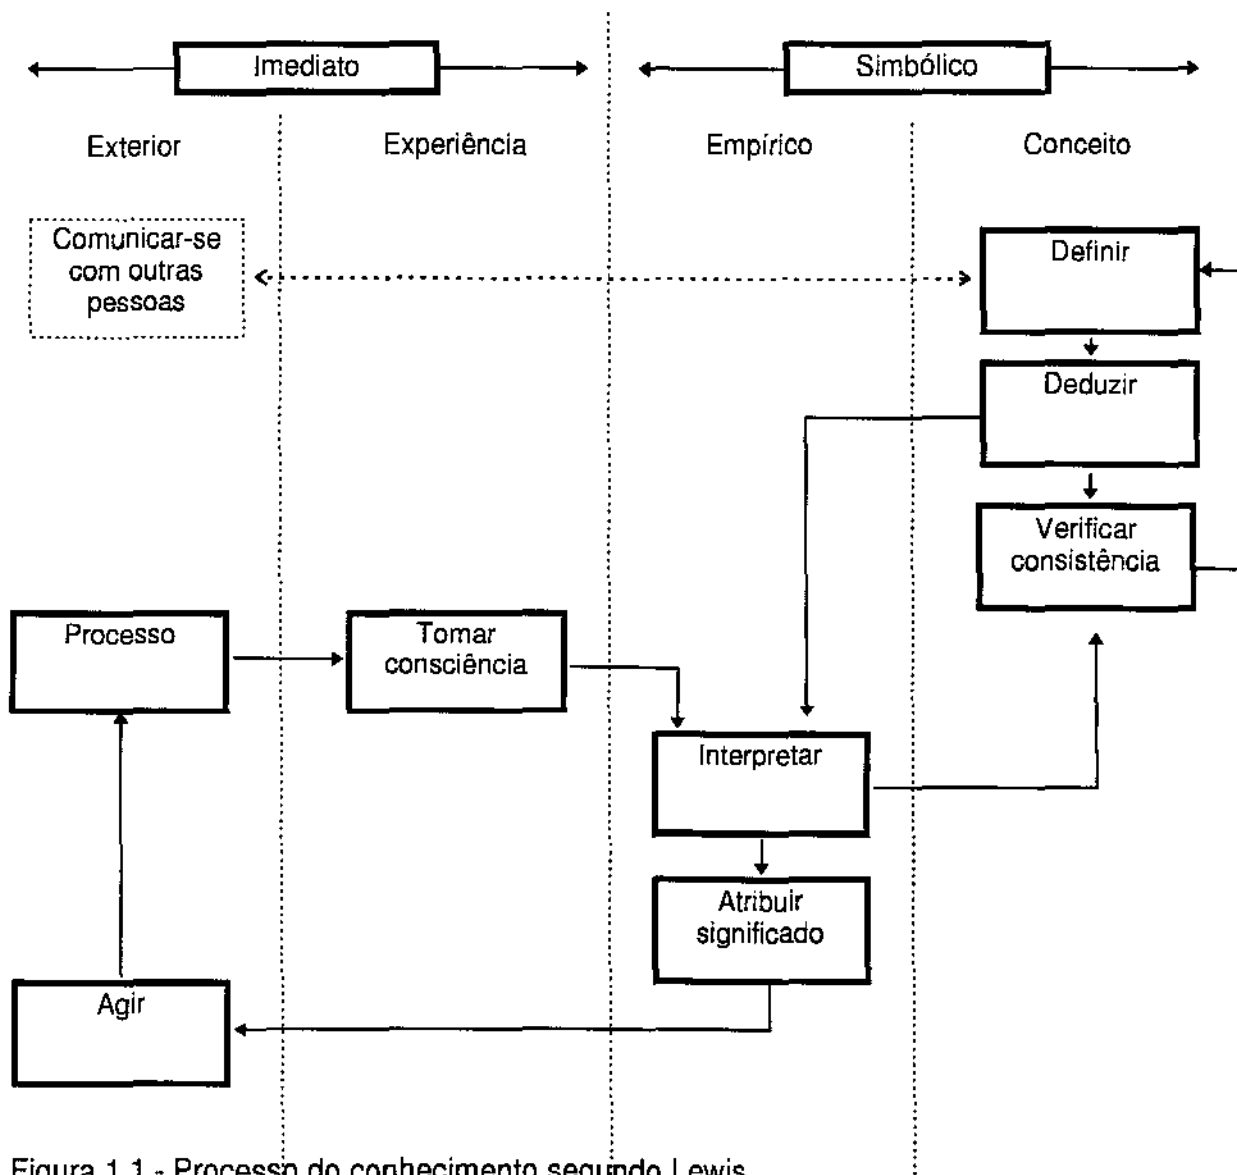 Imediato
Simbólico
Exterior
Experiência
Empírico
Conceito
Comunicar-se
com outras
pessoas
Definir
Deduzir
Verificar
consistência
Processo
Tomar
consciência
Interpretar
Atribuir
significado
Agir
Figura 1.1 - Processo do conhecimento segundo Lewis